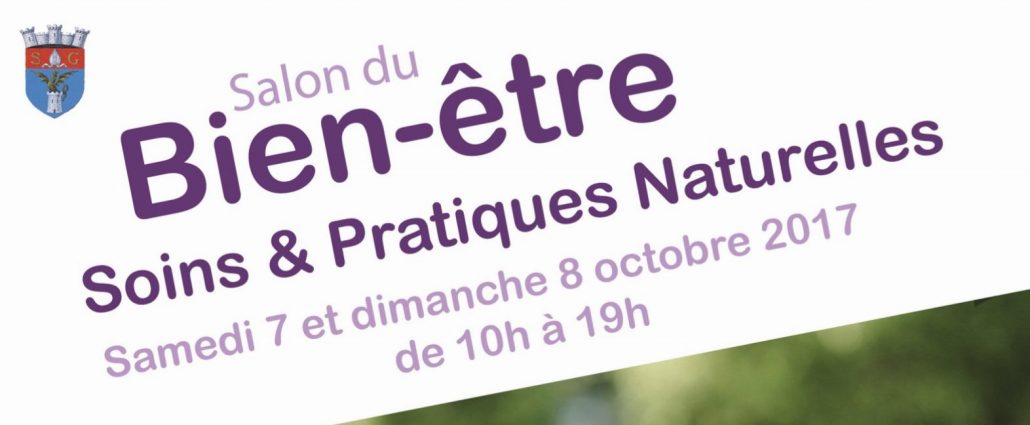 S G
Salon du
Bien-être
Soins & Pratiques Naturelles
Samedi 7 et dimanche 8 octobre 2017
de 10h à 19h